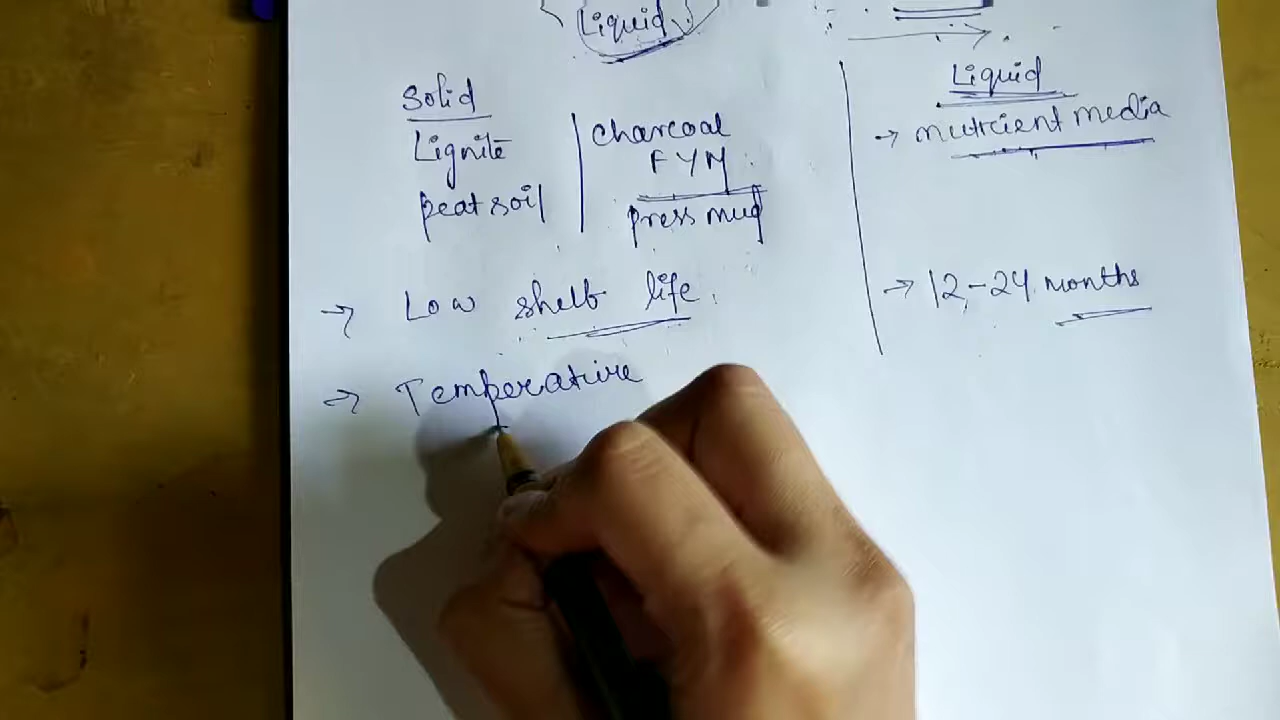 Liquid
Solid
Lignite
peat soil
charcoal
FYM
press mud
→ Low shelf life.
→ Temperature
Liquid
→ nutrient media
→ 12-24 months